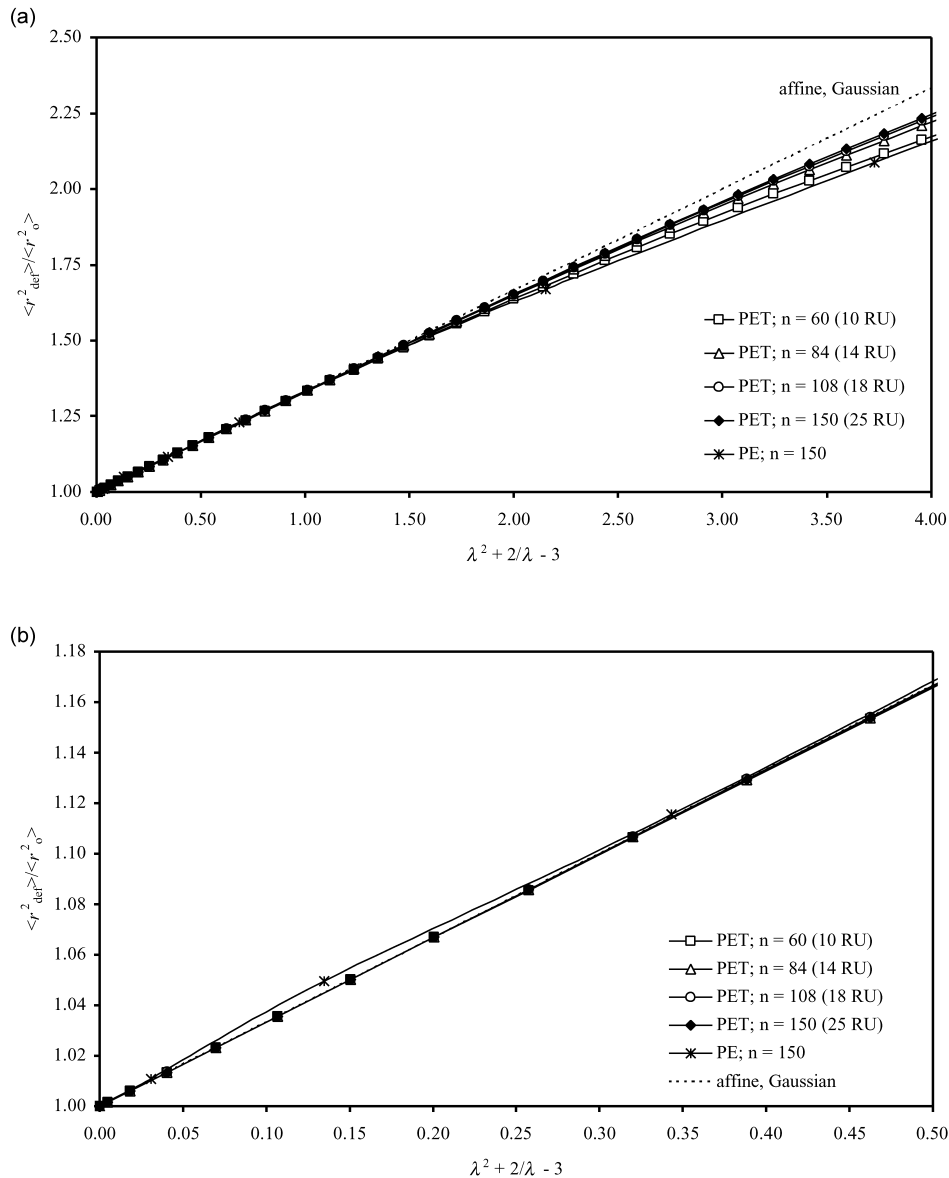 (a)
2.50
2.25
2.00
1.75
1.50
1.25
1.00
<r²def>/<r²o>
affine, Gaussian
PET; n = 60 (10 RU)
PET; n = 84 (14 RU)
PET; n = 108 (18 RU)
PET; n = 150 (25 RU)
PE; n = 150
0.00 0.50 1.00 1.50 2.00 2.50 3.00 3.50 4.00
λ² + 2/λ - 3
(b)
1.18
1.16
1.14
1.12
1.10
1.08
1.06
1.04
1.02
1.00
<r²def>/<r²o>
PET; n = 60 (10 RU)
PET; n = 84 (14 RU)
PET; n = 108 (18 RU)
PET; n = 150 (25 RU)
PE; n = 150
affine, Gaussian
0.00 0.05 0.10 0.15 0.20 0.25 0.30 0.35 0.40 0.45 0.50
λ² + 2/λ - 3